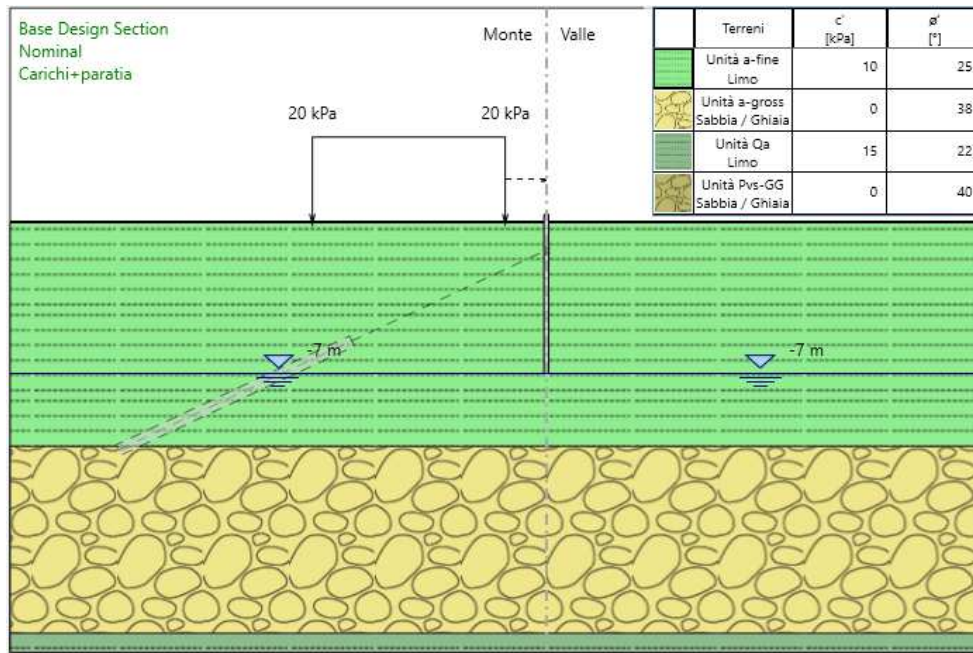 Base Design Section
Nominal
Carichi+paratia
Monte
Valle
20 kPa
20 kPa
Terreni c' ø'
[kPa] [°]
Unità a-fine
Limo 10 25
Unità a-gross
Sabbia / Ghiaia 0 38
Unità Qa
Limo 15 22
Unità Pvs-GG
Sabbia / Ghiaia 0 40
-7 m
-7 m